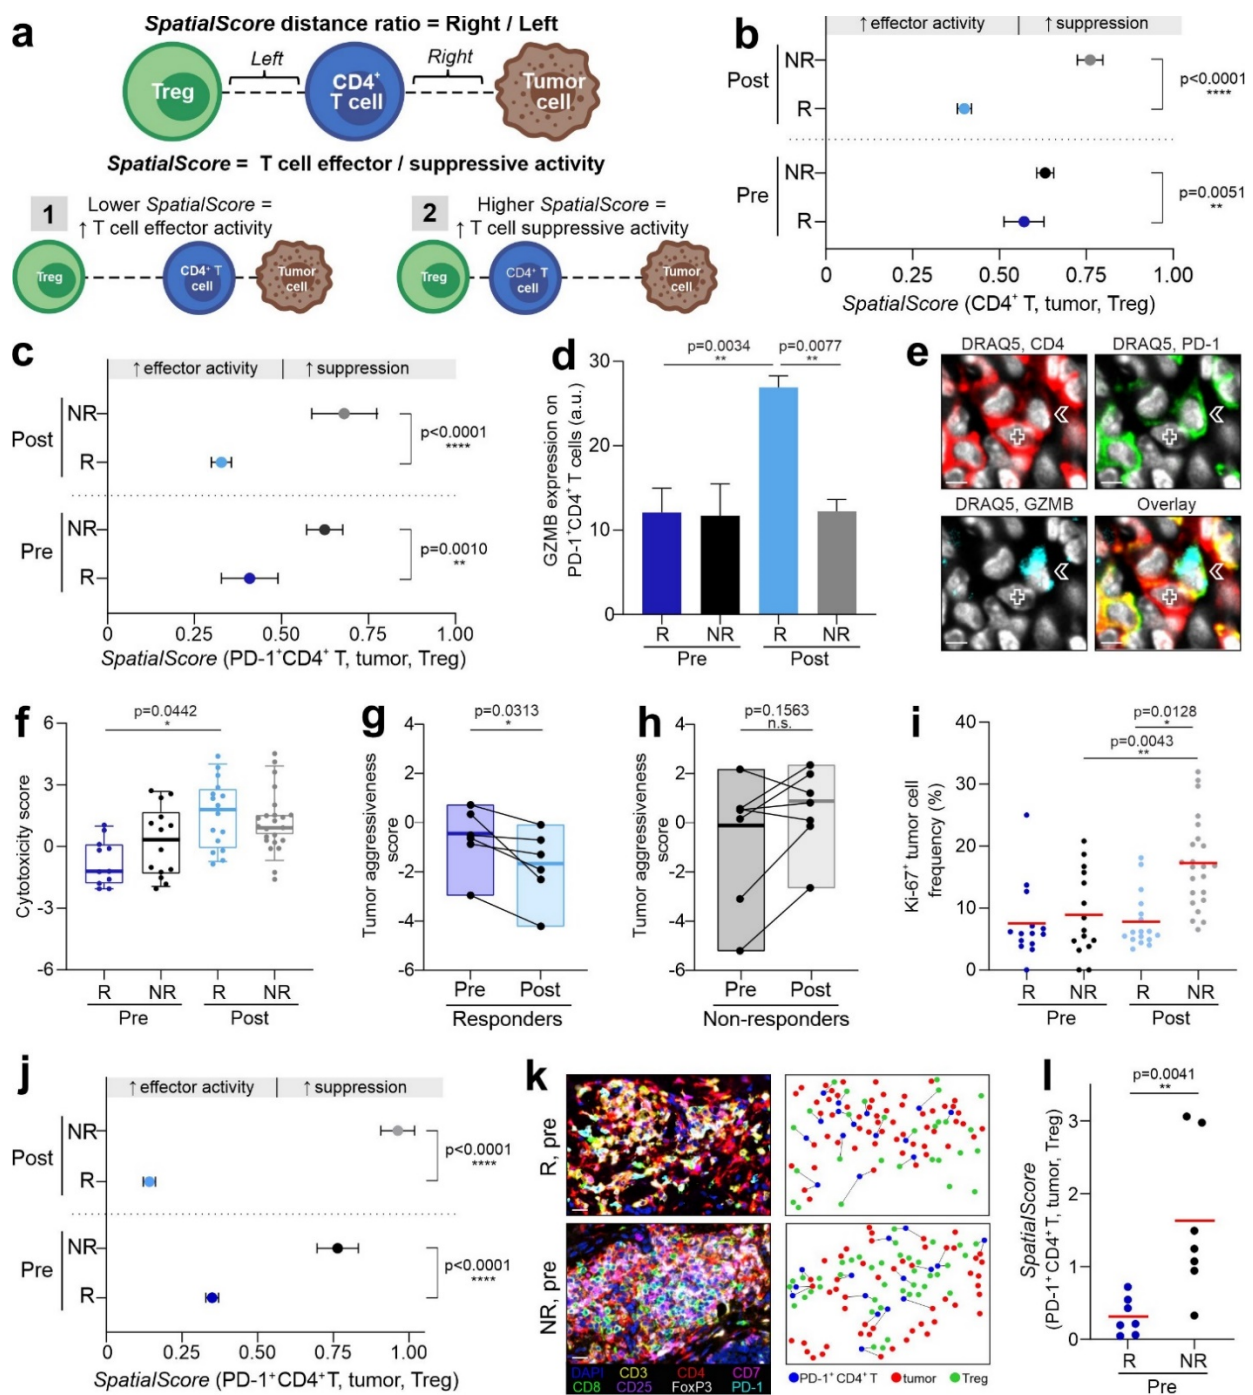 a
SpatialScore distance ratio = Right / Left
Left
Right
Treg
CD4⁺
T cell
Tumor
cell
SpatialScore = T cell effector / suppressive activity
1
Lower SpatialScore =
↑ T cell effector activity
2
Higher SpatialScore =
↑ T cell suppressive activity
Treg
CD4⁺ T
cell
Tumor
cell
Treg
CD4⁺ T
cell
Tumor
cell
b
↑ effector activity
↑ suppression
Post
NR
R
p<0.0001
****
Pre
NR
R
p=0.0051
**
0
0.25
0.50
0.75
1.00
SpatialScore (CD4⁺ T, tumor, Treg)
c
↑ effector activity
↑ suppression
Post
NR
R
p<0.0001
****
Pre
NR
R
p=0.0010
**
0
0.25
0.50
0.75
1.00
SpatialScore (PD-1⁺CD4⁺ T, tumor, Treg)
d
p=0.0034
**
p=0.0077
**
GZMB expression on
PD-1⁺CD4⁺ T cells (a.u.)
30
20
10
0
R
NR
R
NR
Pre
Post
e
DRAQ5, CD4
DRAQ5, PD-1
DRAQ5, GZMB
Overlay
f
p=0.0442
*
Cytotoxicity score
6
3
0
-3
-6
R
NR
R
NR
Pre
Post
g
p=0.0313
*
Tumor aggressiveness
score
4
2
0
-2
-4
-6
Pre
Post
Responders
h
p=0.1563
n.s.
Tumor aggressiveness
score
4
2
0
-2
-4
-6
Pre
Post
Non-responders
i
p=0.0128
*
p=0.0043
**
Ki-67⁺ tumor cell
frequency (%)
40
30
20
10
0
R
NR
R
NR
Pre
Post
j
↑ effector activity
↑ suppression
Post
NR
R
p<0.0001
****
Pre
NR
R
p<0.0001
****
0
0.25
0.50
0.75
1.00
SpatialScore (PD-1⁺CD4⁺T, tumor, Treg)
k
R, pre
NR, pre
DAPI
CD3
CD4
CD7
CD8
CD25
FoxP3
PD-1
PD-1⁺ CD4⁺ T
tumor
Treg
l
p=0.0041
**
SpatialScore
(PD-1⁺ CD4⁺ T, tumor, Treg)
3
2
1
0
R
NR
Pre